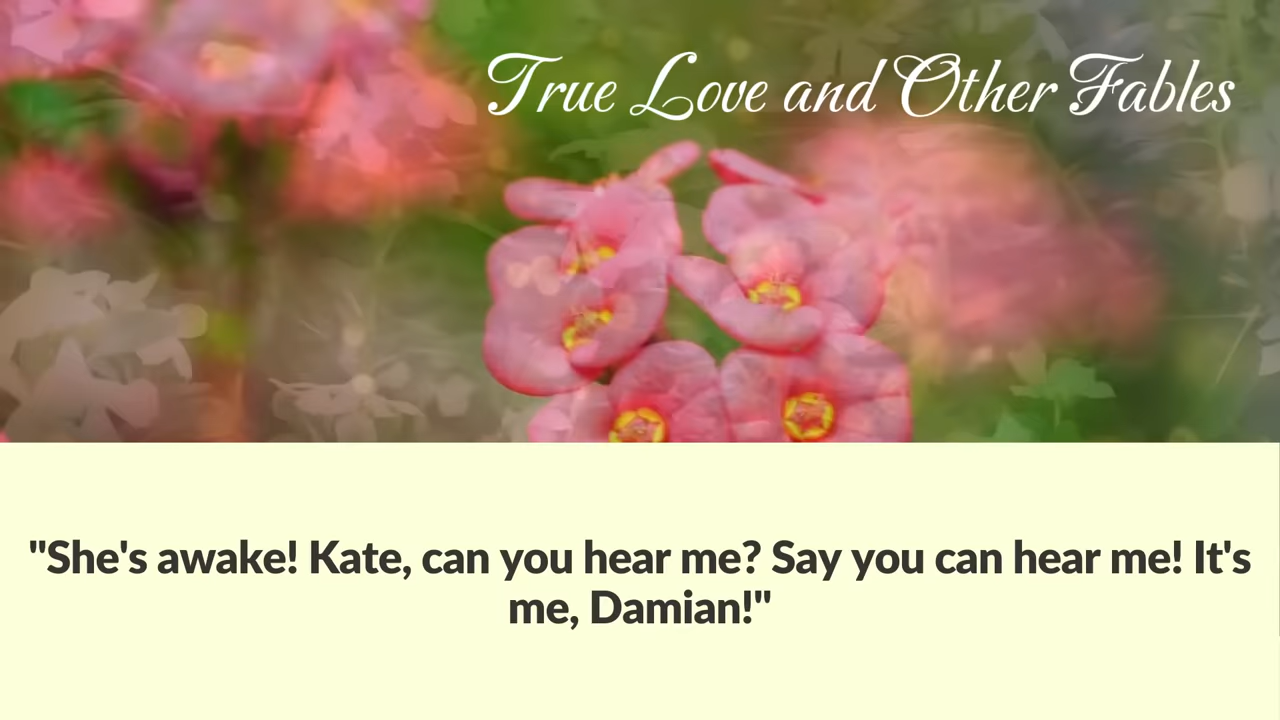 True Love and Other Fables
"She's awake! Kate, can you hear me? Say you can hear me! It's
me, Damian!"